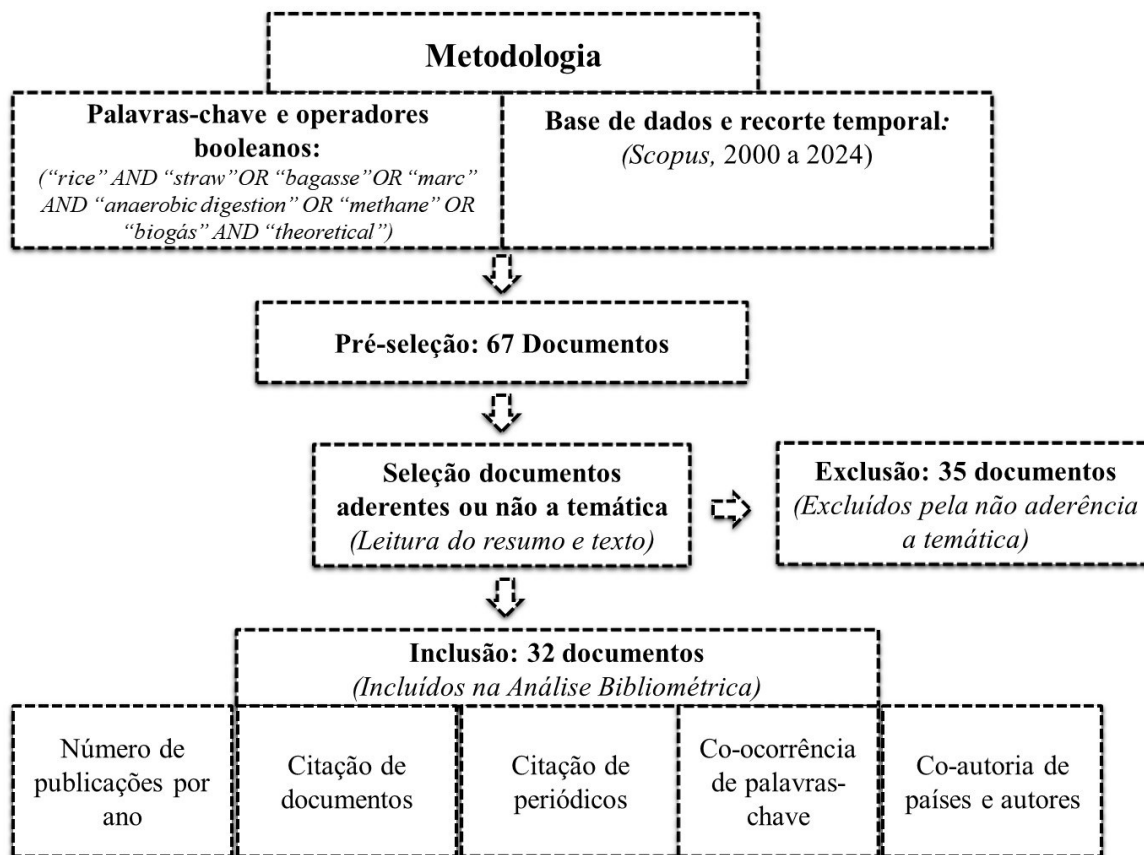 Metodologia
Palavras-chave e operadores
booleanos:
(“rice” AND “straw”OR “bagasse”OR “marc”
AND “anaerobic digestion” OR “methane” OR
“biogás” AND “theoretical”)
Base de dados e recorte temporal:
(Scopus, 2000 a 2024)
Pré-seleção: 67 Documentos
Seleção documentos
aderentes ou não a temática
(Leitura do resumo e texto)
Exclusão: 35 documentos
(Excluídos pela não aderência
a temática)
Inclusão: 32 documentos
(Incluídos na Análise Bibliométrica)
Número de
publicações por
ano
Citação de
documentos
Citação de
periódicos
Co-ocorrência
de palavras-
chave
Co-autoria de
países e autores